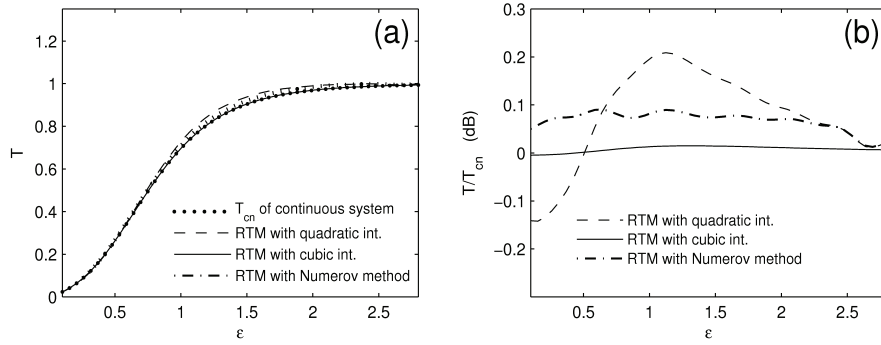 (a)
1.2
1
0.8
0.6
0.4
0.2
0
T
0.5 1 1.5 2 2.5
ε
T_cn of continuous system
RTM with quadratic int.
RTM with cubic int.
RTM with Numerov method
(b)
0.3
0.2
0.1
0
−0.1
−0.2
T/T_cn (dB)
0.5 1 1.5 2 2.5
ε
RTM with quadratic int.
RTM with cubic int.
RTM with Numerov method